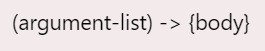 (argument-list) -> {body}